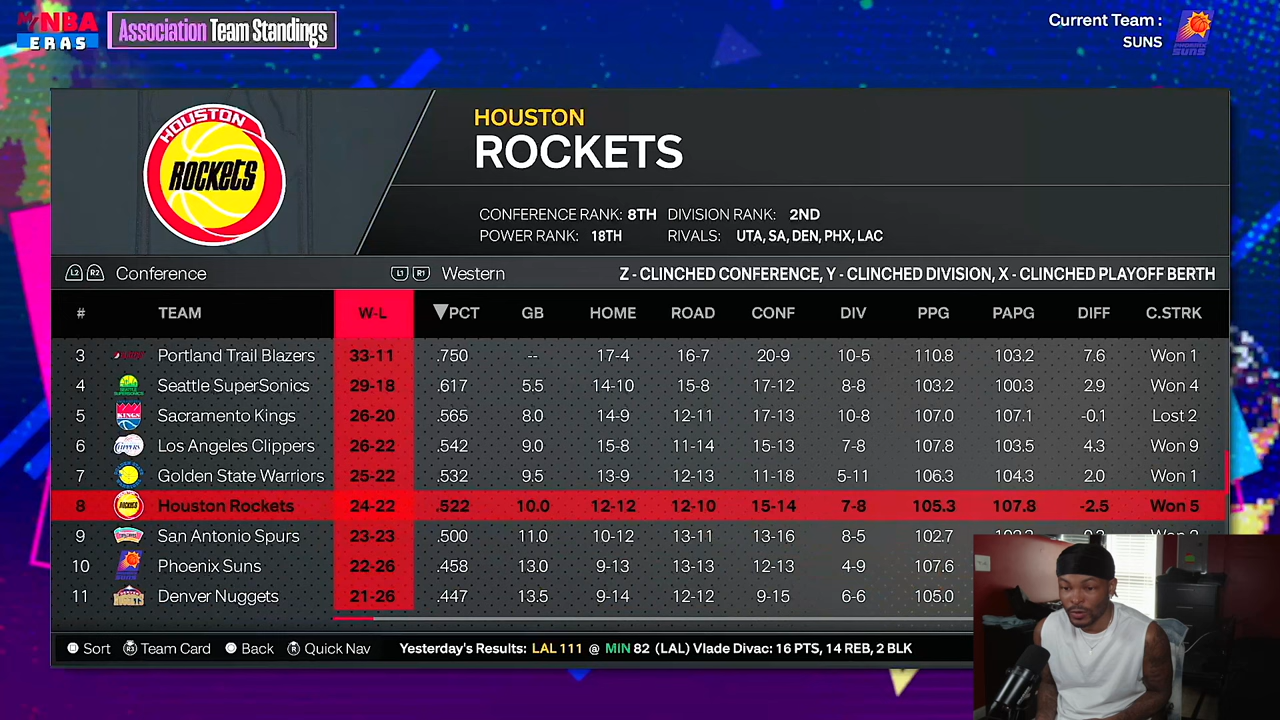 My NBA ERAS
Association Team Standings
Current Team :
SUNS
PHOENIX SUNS
HOUSTON ROCKETS
HOUSTON
ROCKETS
CONFERENCE RANK: 8TH DIVISION RANK: 2ND
POWER RANK: 18TH RIVALS: UTA, SA, DEN, PHX, LAC
L2 R2 Conference L1 R1 Western Z - CLINCHED CONFERENCE, Y - CLINCHED DIVISION, X - CLINCHED PLAYOFF BERTH
# TEAM W-L PCT GB HOME ROAD CONF DIV PPG PAPG DIFF C.STRK
3 Portland Trail Blazers 33-11 .750 -- 17-4 16-7 20-9 10-5 110.8 103.2 7.6 Won 1
4 Seattle SuperSonics 29-18 .617 5.5 14-10 15-8 17-12 8-8 103.2 100.3 2.9 Won 4
5 Sacramento Kings 26-20 .565 8.0 14-9 12-11 17-13 10-8 107.0 107.1 -0.1 Lost 2
6 Los Angeles Clippers 26-22 .542 9.0 15-8 11-14 15-13 7-8 107.8 103.5 4.3 Won 9
7 Golden State Warriors 25-22 .532 9.5 13-9 12-13 11-18 5-11 106.3 104.3 2.0 Won 1
8 Houston Rockets 24-22 .522 10.0 12-12 12-10 15-14 7-8 105.3 107.8 -2.5 Won 5
9 San Antonio Spurs 23-23 .500 11.0 10-12 13-11 13-16 8-5 102.7
10 Phoenix Suns 22-26 .458 13.0 9-13 13-13 12-13 4-9 107.6
11 Denver Nuggets 21-26 .447 13.5 9-14 12-12 9-15 6-6 105.0
Sort R3 Team Card Back R Quick Nav Yesterday's Results: LAL 111 @ MIN 82 (LAL) Vlade Divac: 16 PTS, 14 REB, 2 BLK